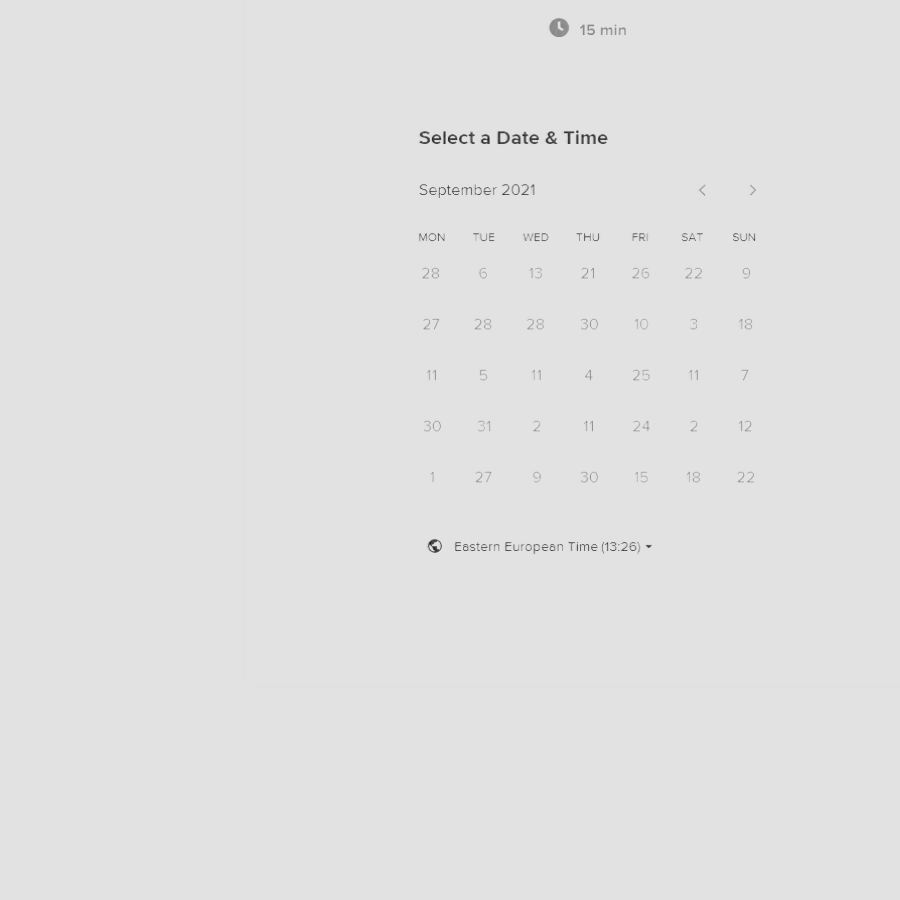 15 min
Select a Date & Time
September 2021
MON TUE WED THU FRI SAT SUN
28 6 13 21 26 22 9
27 28 28 30 10 3 18
11 5 11 4 25 11 7
30 31 2 11 24 2 12
1 27 9 30 15 18 22
Eastern European Time (13:26)